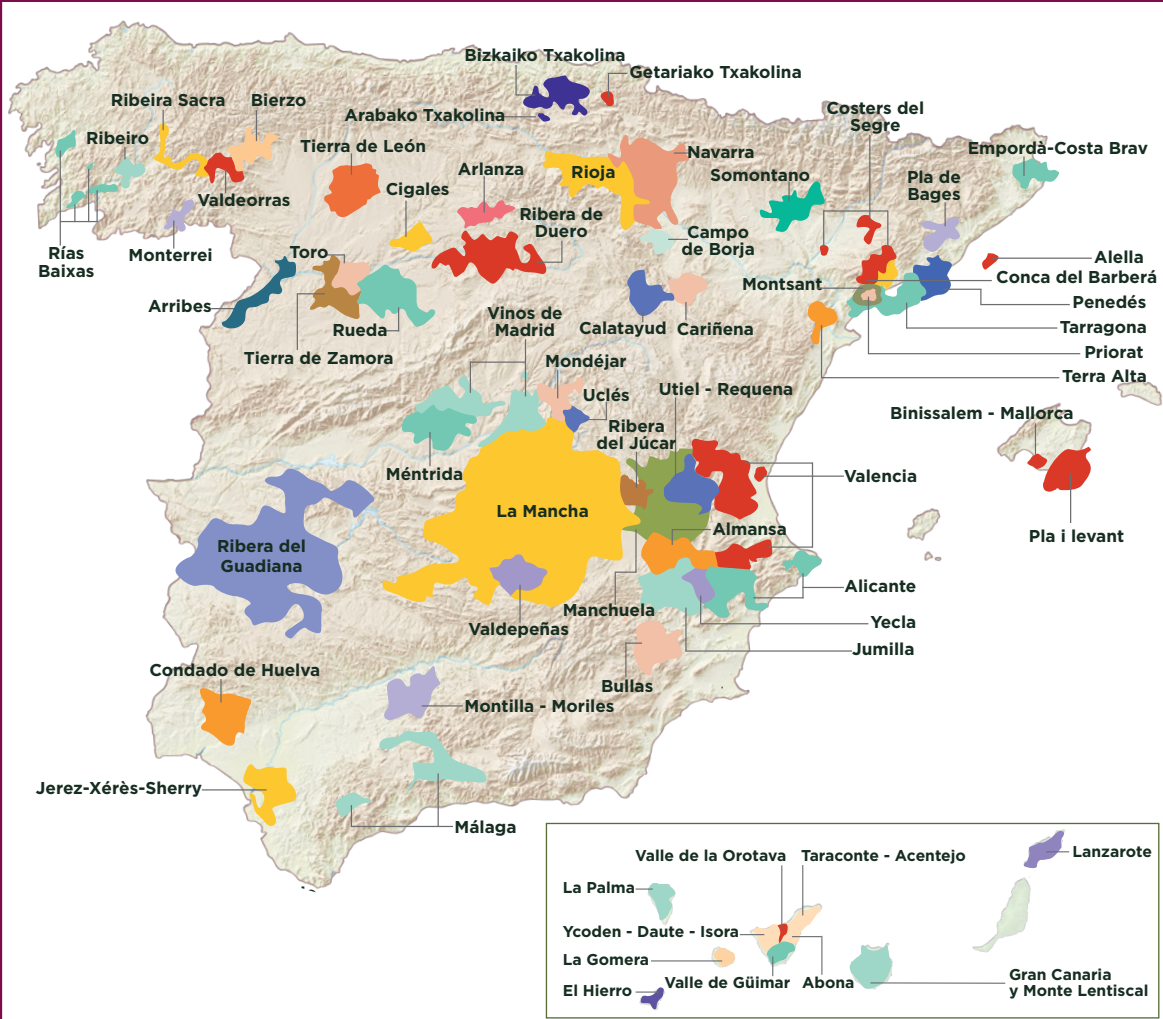 Bizkaiko Txakolina
Getariako Txakolina
Ribeira Sacra
Bierzo
Arabako Txakolina
Costers del
Segre
Ribeiro
Tierra de León
Navarra
Empordà-Costa Brav
Arlanza
Rioja
Somontano
Pla de
Bages
Cigales
Valdeorras
Ribera de
Duero
Campo
de Borja
Rías
Baixas
Monterrei
Toro
Alella
Montsant
Conca del Barberá
Arribes
Penedés
Vinos de
Madrid
Calatayud
Cariñena
Tarragona
Rueda
Tierra de Zamora
Mondéjar
Priorat
Terra Alta
Uclés
Utiel - Requena
Binissalem - Mallorca
Ribera
del Júcar
Méntrida
Valencia
La Mancha
Almansa
Pla i levant
Ribera del
Guadiana
Alicante
Manchuela
Valdepeñas
Yecla
Jumilla
Condado de Huelva
Bullas
Montilla - Moriles
Jerez-Xérès-Sherry
Málaga
Valle de la Orotava
Taraconte - Acentejo
Lanzarote
La Palma
Ycoden - Daute - Isora
La Gomera
Valle de Güimar
Abona
Gran Canaria
y Monte Lentiscal
El Hierro